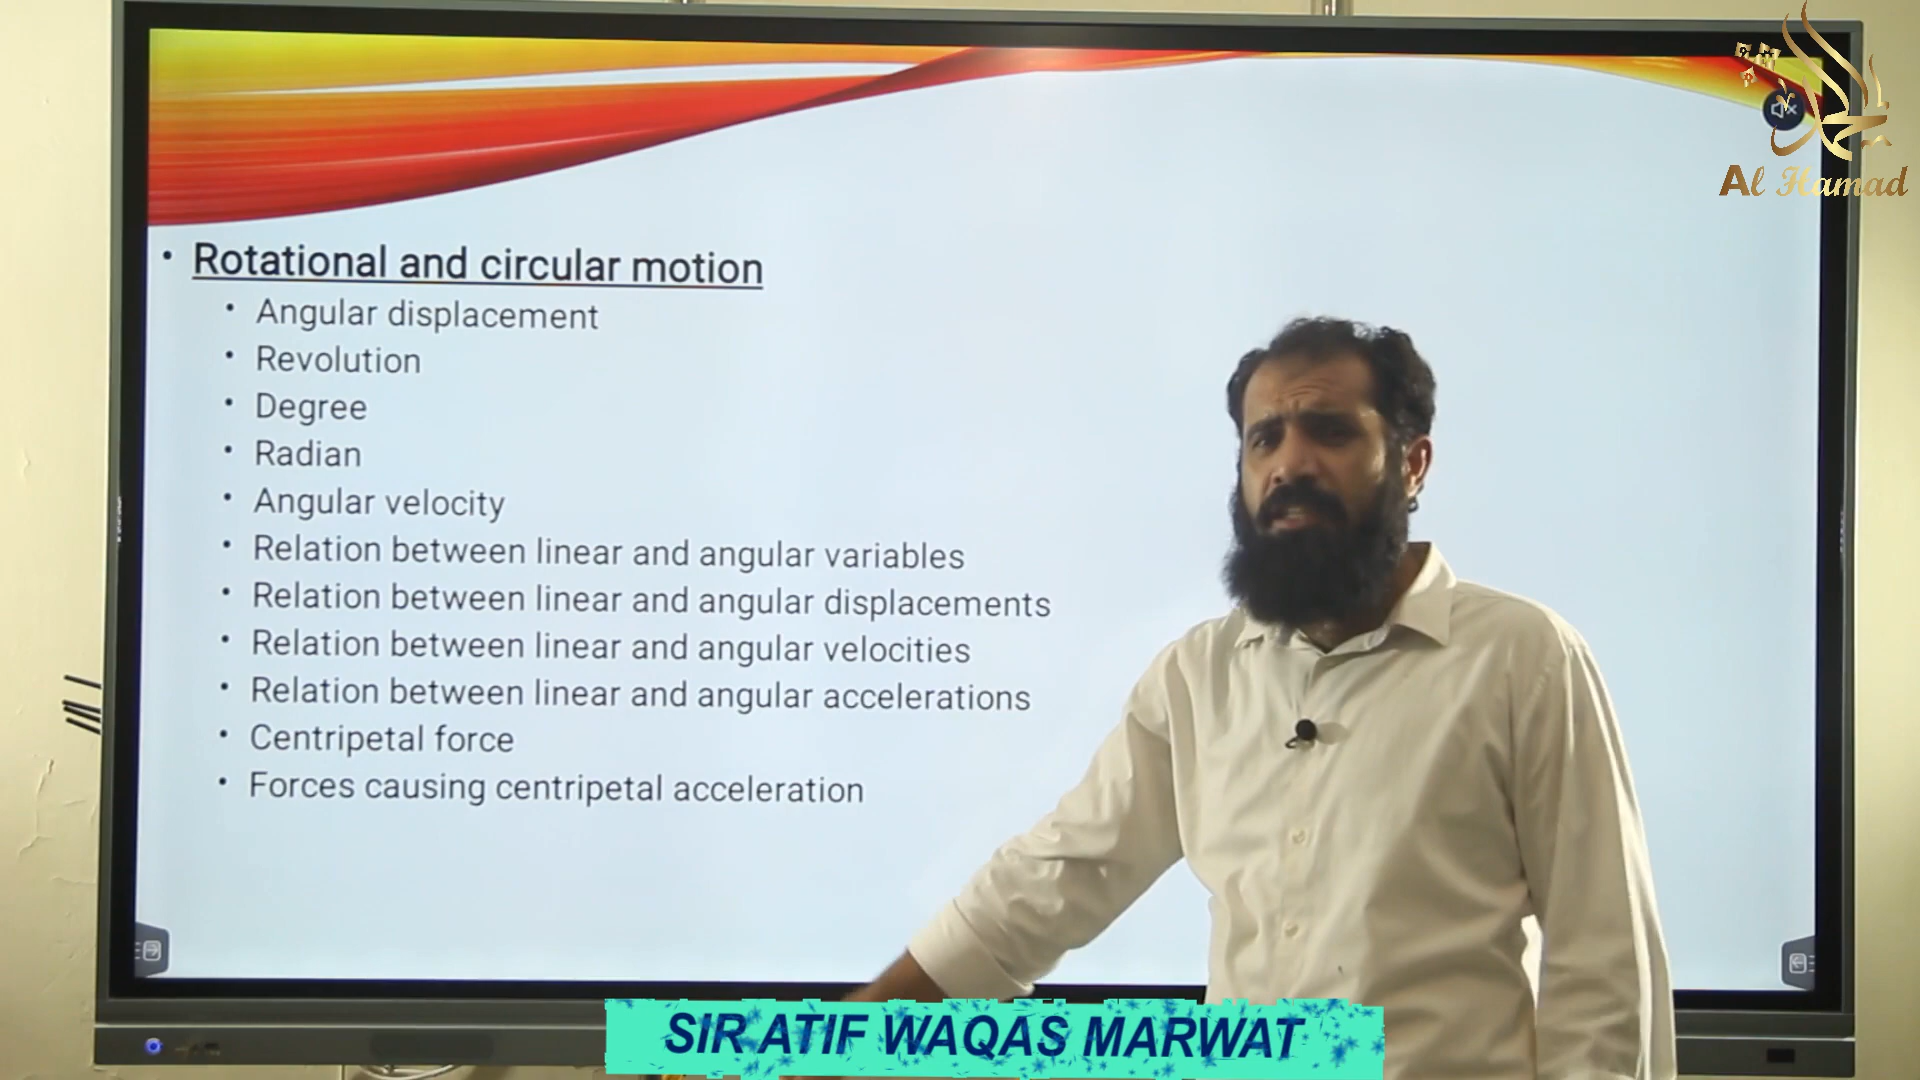 Al Hamad
• Rotational and circular motion
• Angular displacement
• Revolution
• Degree
• Radian
• Angular velocity
• Relation between linear and angular variables
• Relation between linear and angular displacements
• Relation between linear and angular velocities
• Relation between linear and angular accelerations
• Centripetal force
• Forces causing centripetal acceleration
SIR ATIF WAQAS MARWAT